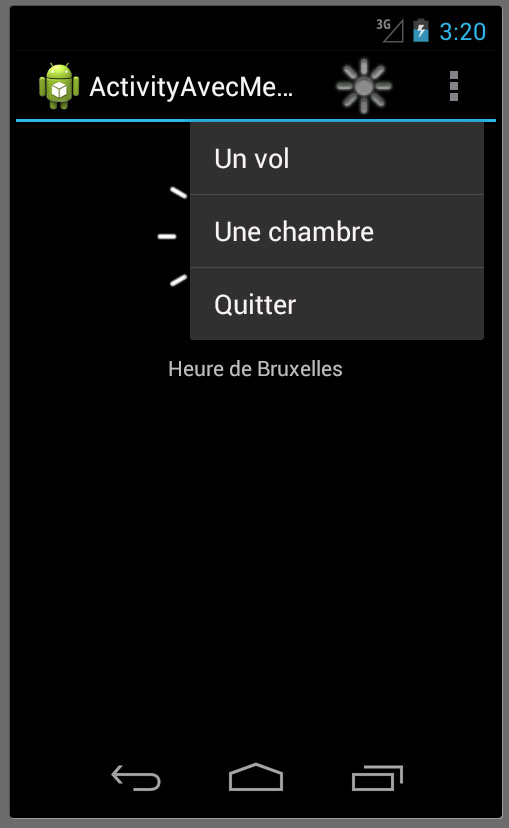 3G
3:20
ActivityAvecMe...
Un vol
Une chambre
Quitter
Heure de Bruxelles